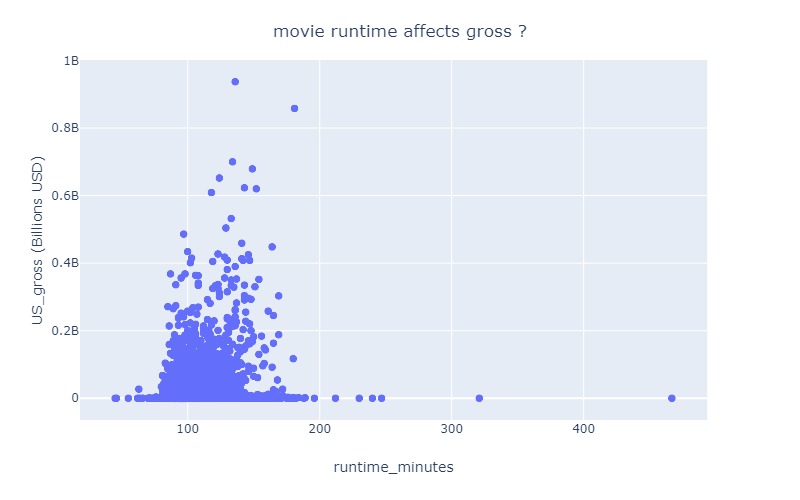 movie runtime affects gross ?
US_gross (Billions USD)
1B
0.8B
0.6B
0.4B
0.2B
0
100
200
300
400
runtime_minutes